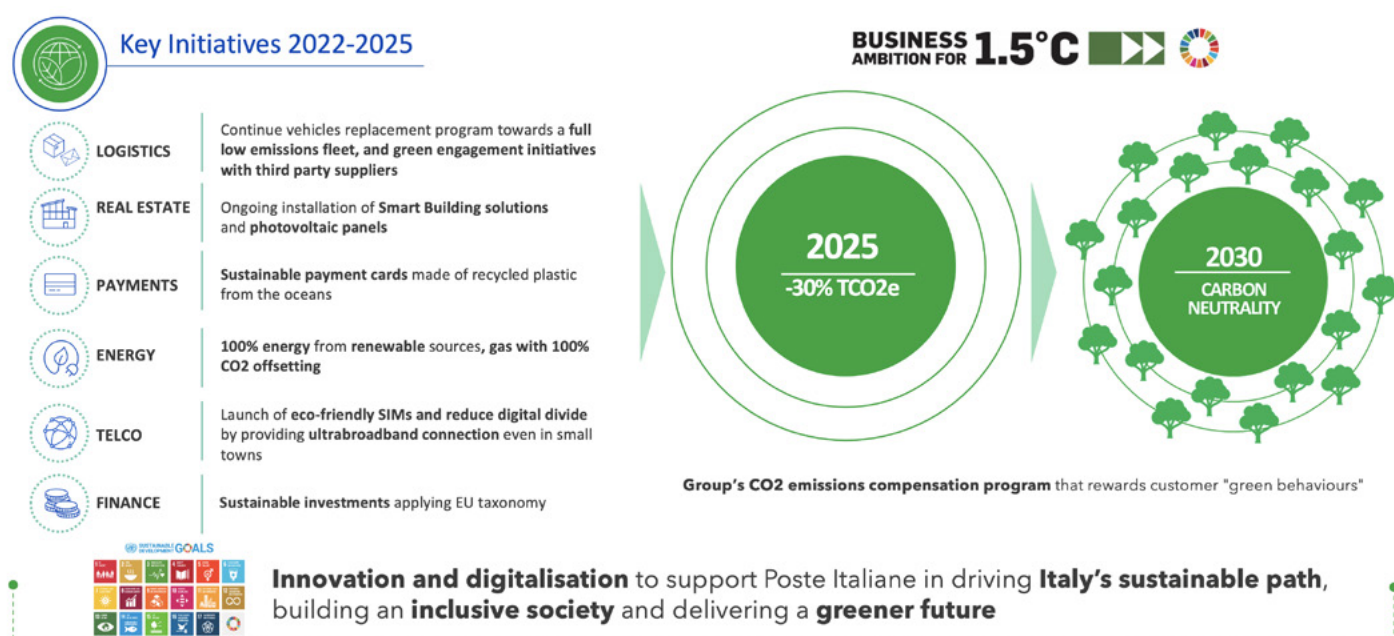 Key Initiatives 2022-2025
BUSINESS
AMBITION FOR 1.5°C
LOGISTICS
Continue vehicles replacement program towards a full
low emissions fleet, and green engagement initiatives
with third party suppliers
REAL ESTATE
Ongoing installation of Smart Building solutions
and photovoltaic panels
PAYMENTS
Sustainable payment cards made of recycled plastic
from the oceans
ENERGY
100% energy from renewable sources, gas with 100%
CO2 offsetting
TELCO
Launch of eco-friendly SIMs and reduce digital divide
by providing ultrabroadband connection even in small
towns
FINANCE
Sustainable investments applying EU taxonomy
2025
-30% TCO2e
2030
CARBON
NEUTRALITY
Group's CO2 emissions compensation program that rewards customer "green behaviours"
SUSTAINABLE
DEVELOPMENT GOALS
Innovation and digitalisation to support Poste Italiane in driving Italy's sustainable path,
building an inclusive society and delivering a greener future